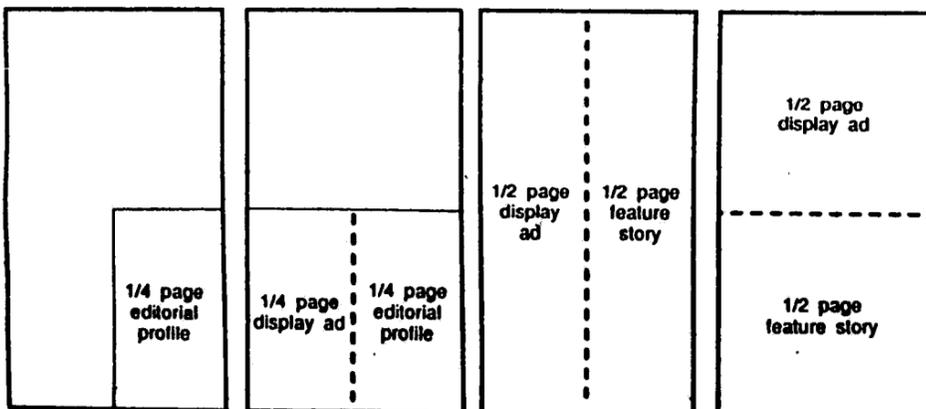 1/4 page
editorial
profile
1/4 page
display ad
1/4 page
editorial
profile
1/2 page
display
ad
1/2 page
feature
story
1/2 page
display ad
1/2 page
feature story